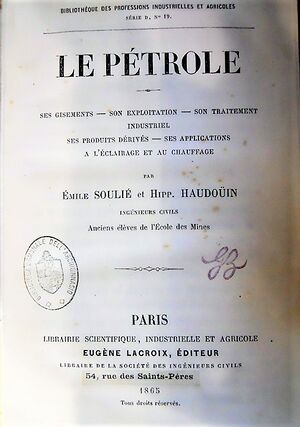 BIBLIOTHÈQUE DES PROFESSIONS INDUSTRIELLES ET AGRICOLES
SÉRIE D, No 19.
LE PÉTROLE
SES GISEMENTS — SON EXPLOITATION — SON TRAITEMENT
INDUSTRIEL
SES PRODUITS DÉRIVÉS — SES APPLICATIONS
A L'ÉCLAIRAGE ET AU CHAUFFAGE
PAR
ÉMILE SOULIÉ ET HIPP. HAUDOÜIN
INGÉNIEURS CIVILS
Anciens élèves de l'École des Mines
PARIS
LIBRAIRIE SCIENTIFIQUE, INDUSTRIELLE ET AGRICOLE
EUGÈNE LACROIX, ÉDITEUR
LIBRAIRE DE LA SOCIÉTÉ DES INGÉNIEURS CIVILS
54, rue des Saints-Pères
1865
Tous droits réservés.